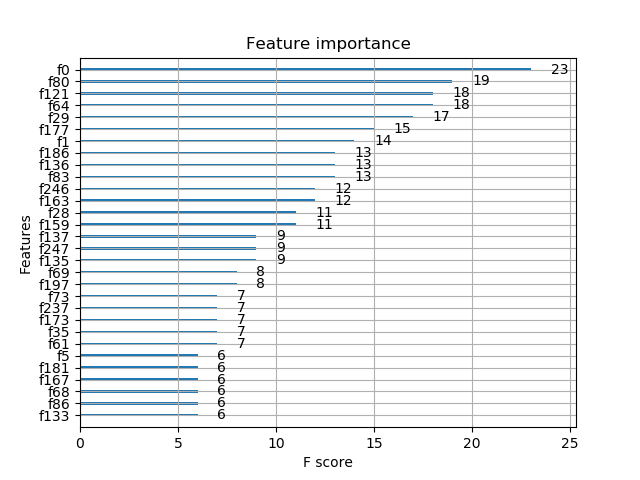 Feature importance
f0 23
f80 19
f121 18
f64 18
f29 17
f177 15
f1 14
f186 13
f136 13
f83 13
f246 12
f163 12
f28 11
f159 11
f137 9
f247 9
f135 9
f69 8
f197 8
f73 7
f237 7
f173 7
f35 7
f61 7
f5 6
f181 6
f167 6
f68 6
f86 6
f133 6
Features
0 5 10 15 20 25
F score